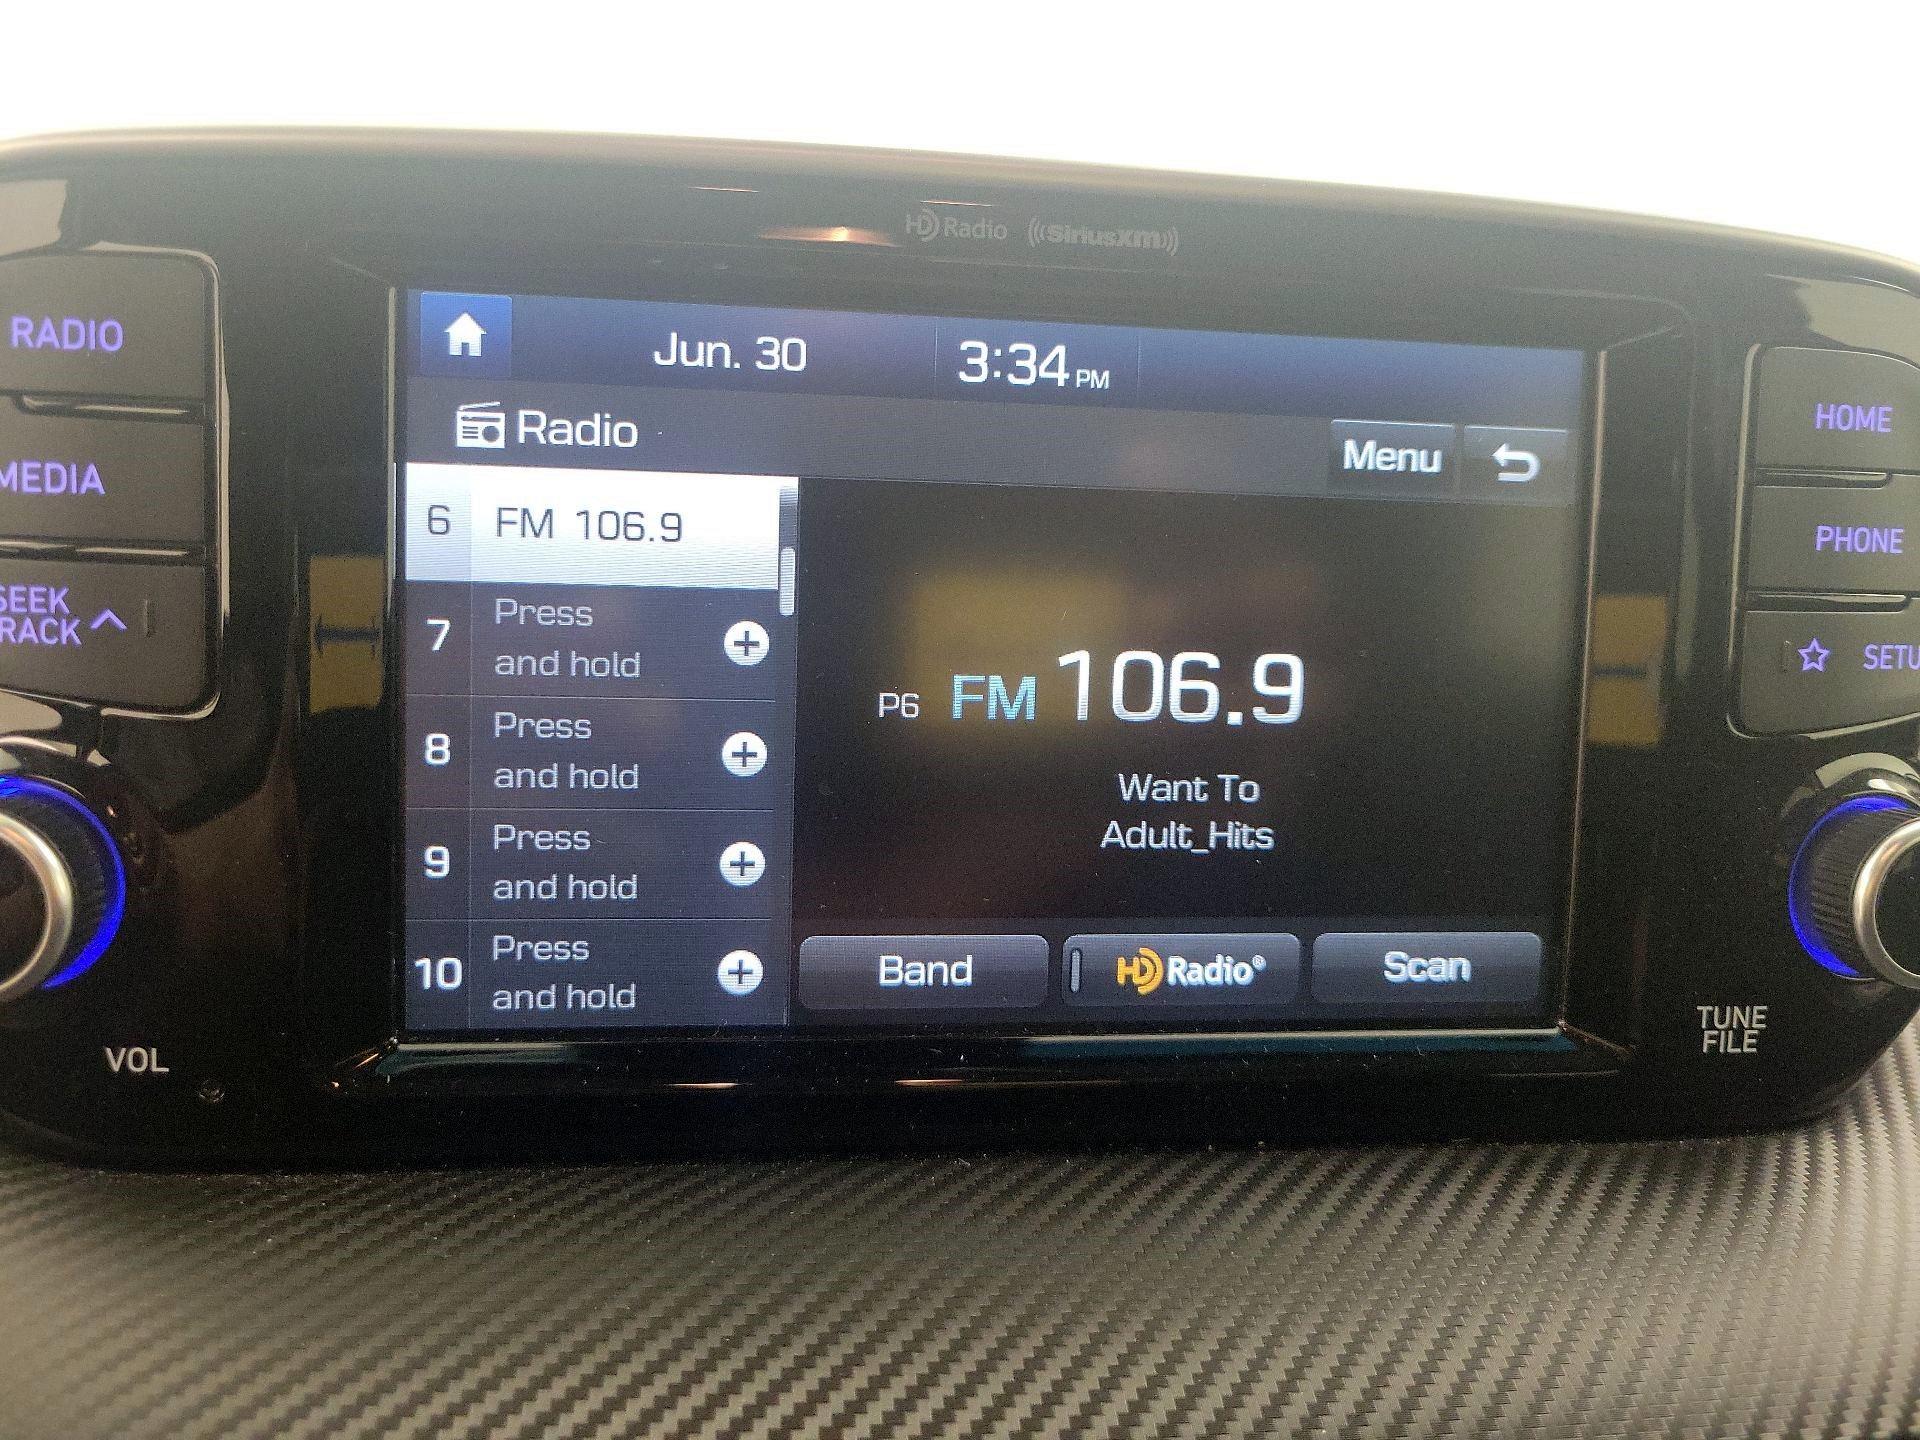 HD Radio ((SiriusXM))
RADIO
MEDIA
SEEK
RACK
VOL
Jun. 30 3:34 PM
Radio
Menu
6 FM 106.9
7 Press
and hold
8 Press
and hold
9 Press
and hold
10 Press
and hold
P6 FM 106.9
Want To
Adult_Hits
Band
HD Radio®
Scan
HOME
PHONE
SETU
TUNE
FILE